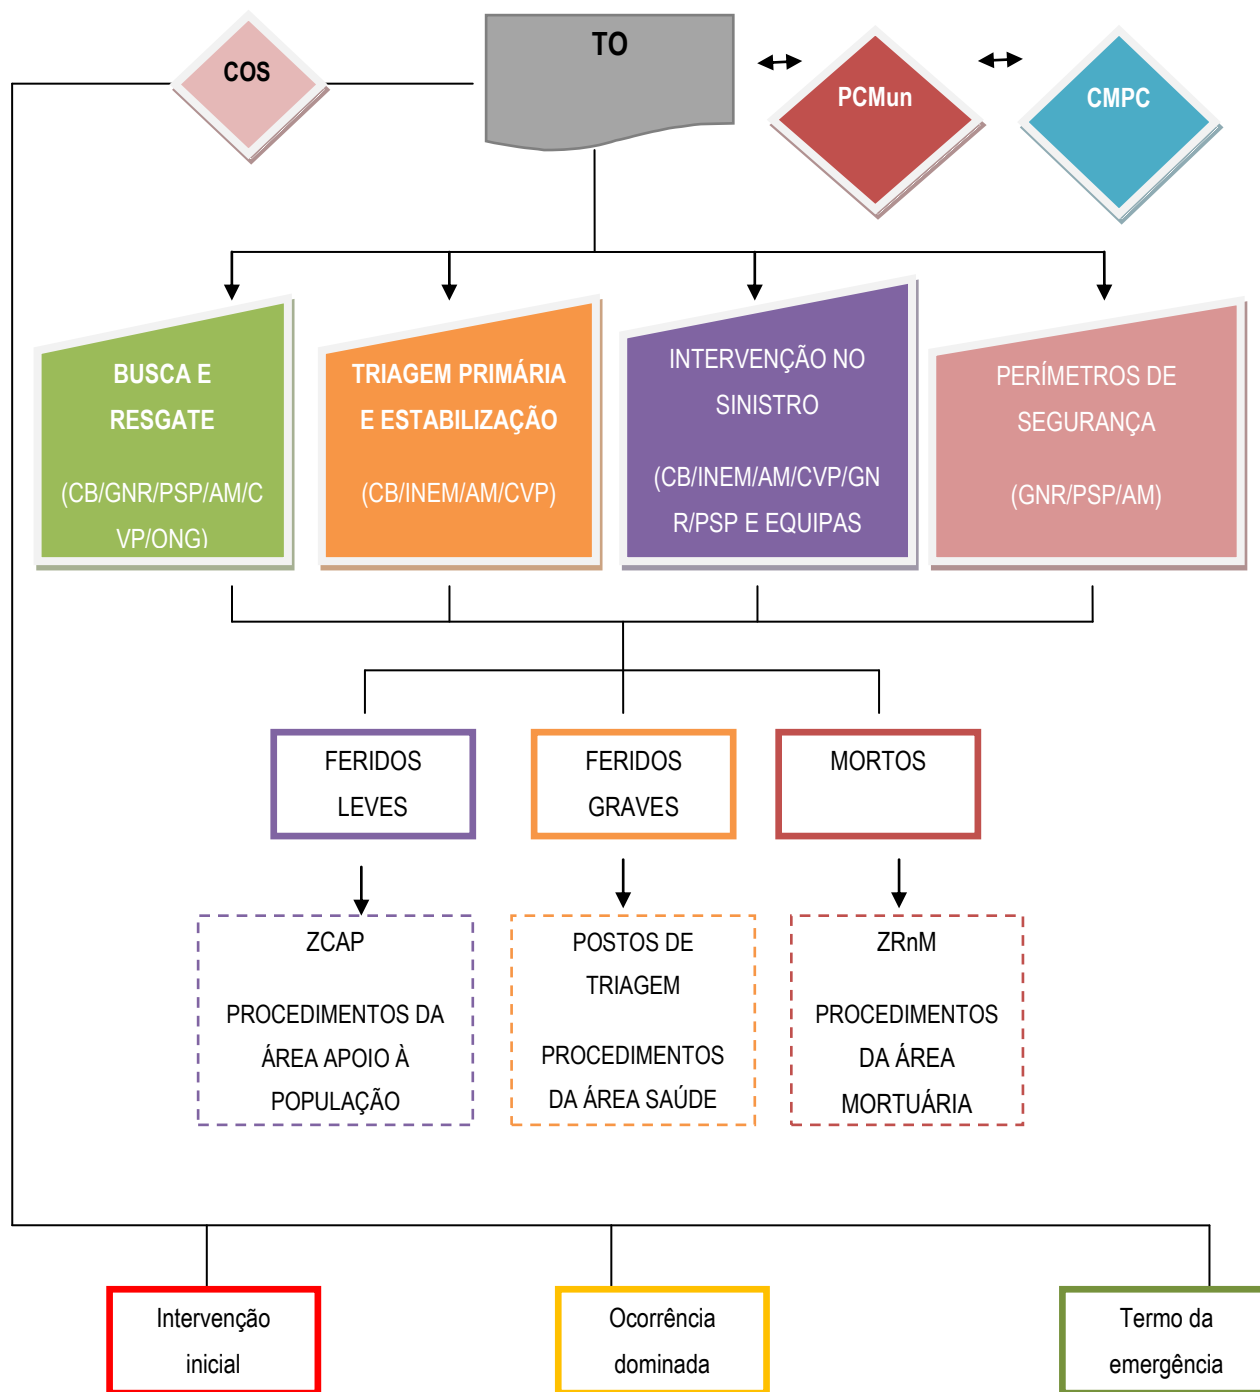 COS
TO
PCMun
CMPC
BUSCA E
RESGATE
(CB/GNR/PSP/AM/C
VP/ONG)
TRIAGEM PRIMÁRIA
E ESTABILIZAÇÃO
(CB/INEM/AM/CVP)
INTERVENÇÃO NO
SINISTRO
(CB/INEM/AM/CVP/GN
R/PSP E EQUIPAS
PERÍMETROS DE
SEGURANÇA
(GNR/PSP/AM)
FERIDOS
LEVES
FERIDOS
GRAVES
MORTOS
ZCAP
PROCEDIMENTOS DA
ÁREA APOIO À
POPULAÇÃO
POSTOS DE
TRIAGEM
PROCEDIMENTOS
DA ÁREA SAÚDE
ZRnM
PROCEDIMENTOS
DA ÁREA
MORTUÁRIA
Intervenção
inicial
Ocorrência
dominada
Termo da
emergência